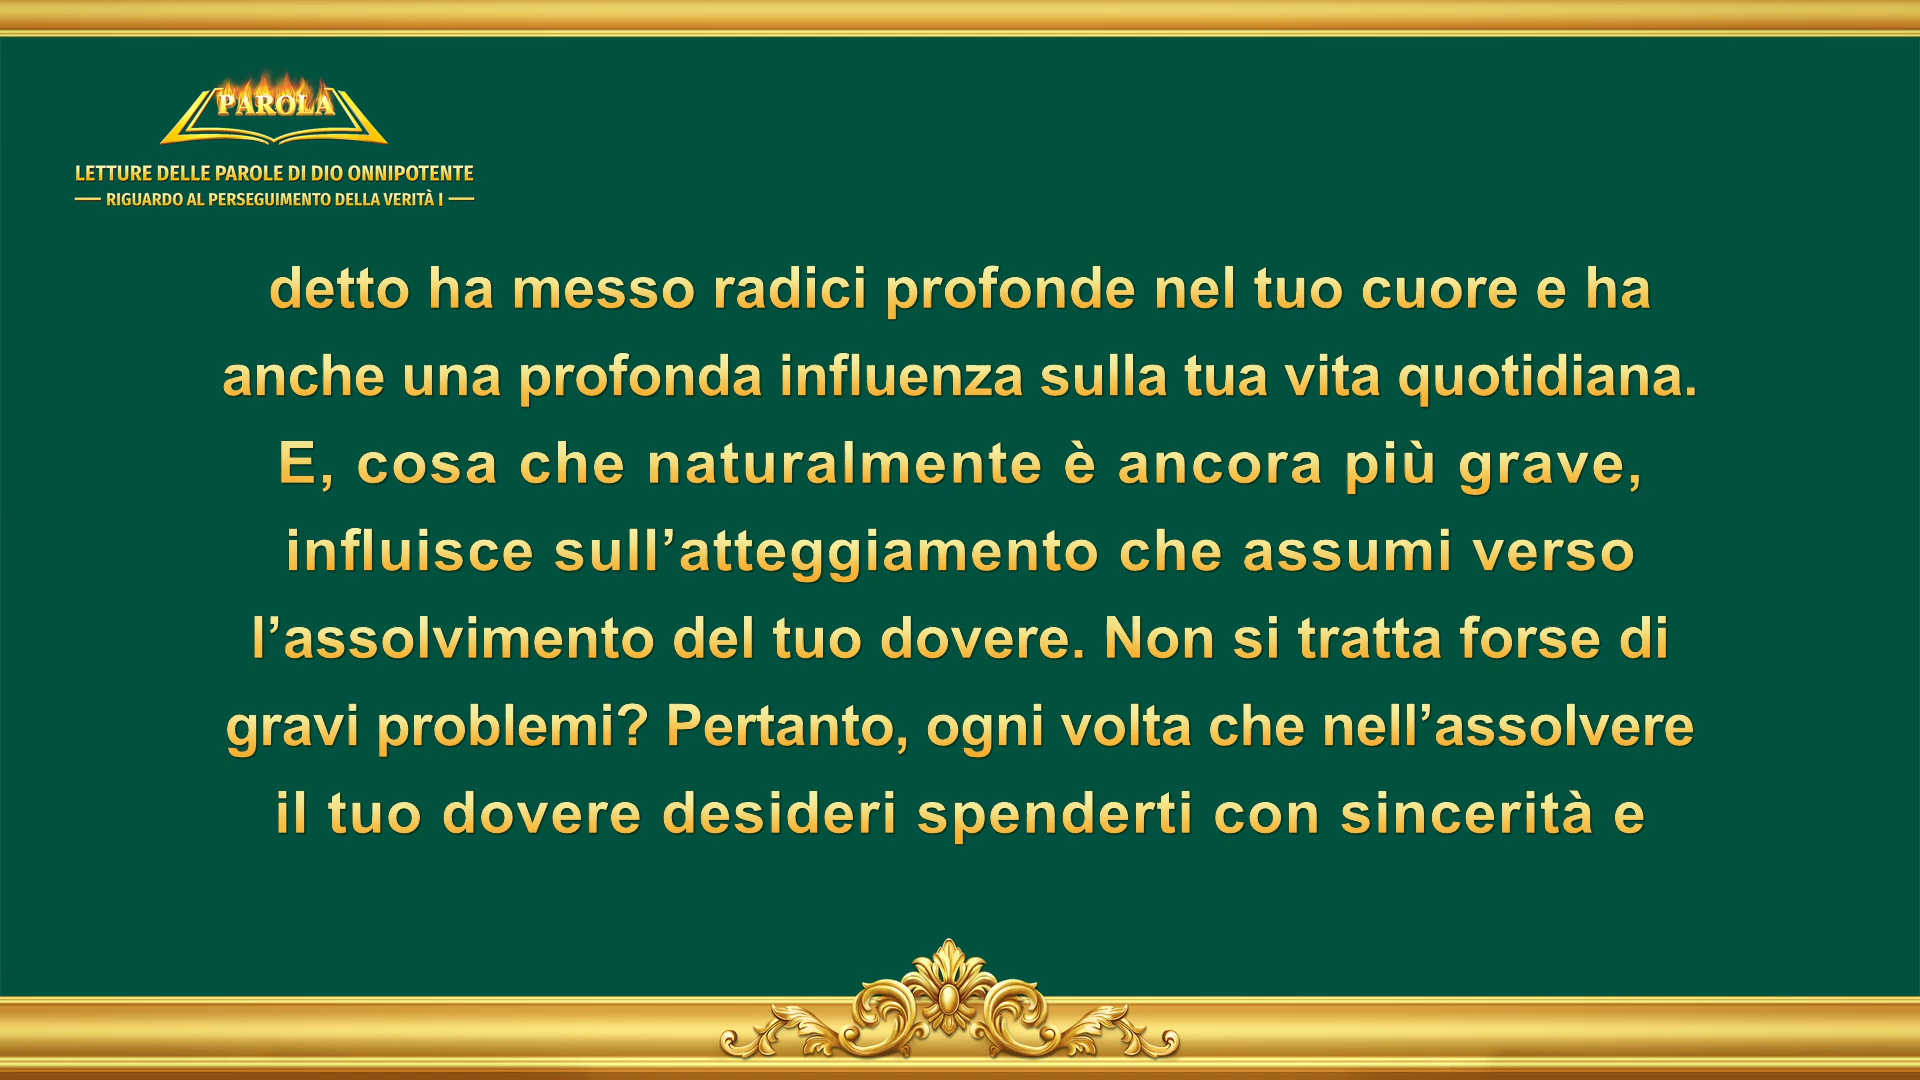 PAROLA
LETTURE DELLE PAROLE DI DIO ONNIPOTENTE
RIGUARDO AL PERSEGUIMENTO DELLA VERITÀ I
detto ha messo radici profonde nel tuo cuore e ha
anche una profonda influenza sulla tua vita quotidiana.
E, cosa che naturalmente è ancora più grave,
influisce sull’atteggiamento che assumi verso
l’assolvimento del tuo dovere. Non si tratta forse di
gravi problemi? Pertanto, ogni volta che nell’assolvere
il tuo dovere desideri spenderti con sincerità e